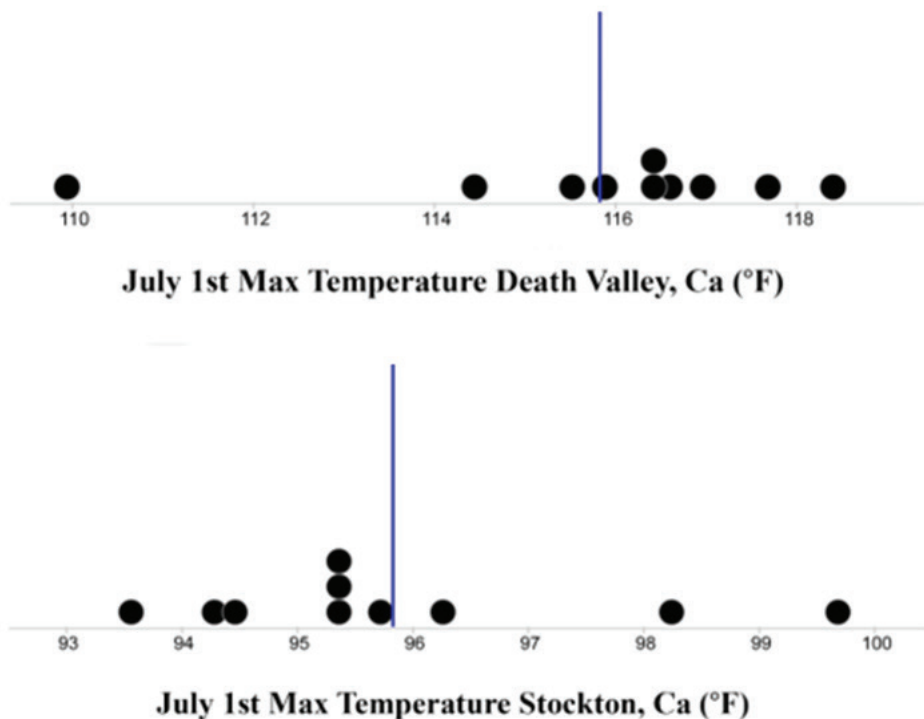 110 112 114 116 118
July 1st Max Temperature Death Valley, Ca (°F)
93 94 95 96 97 98 99 100
July 1st Max Temperature Stockton, Ca (°F)